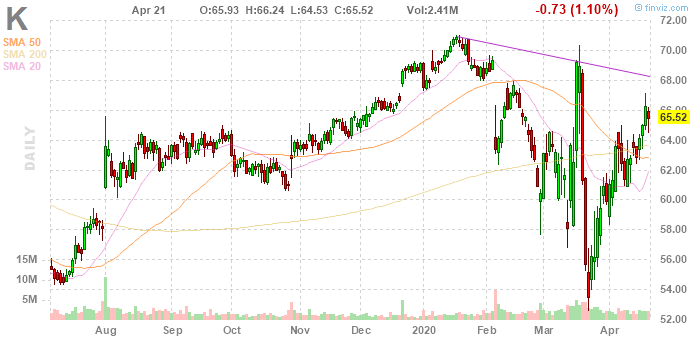 K Apr 21 O:65.93 H:66.24 L:64.53 C:65.52 Vol:2.41M -0.73 (1.10%) © finviz.com
SMA 50
SMA 200
SMA 20
DAILY
72.00
70.00
68.00
66.00
65.52
64.00
62.00
60.00
58.00
56.00
54.00
52.00
15M
10M
5M
Aug Sep Oct Nov Dec 2020 Feb Mar Apr